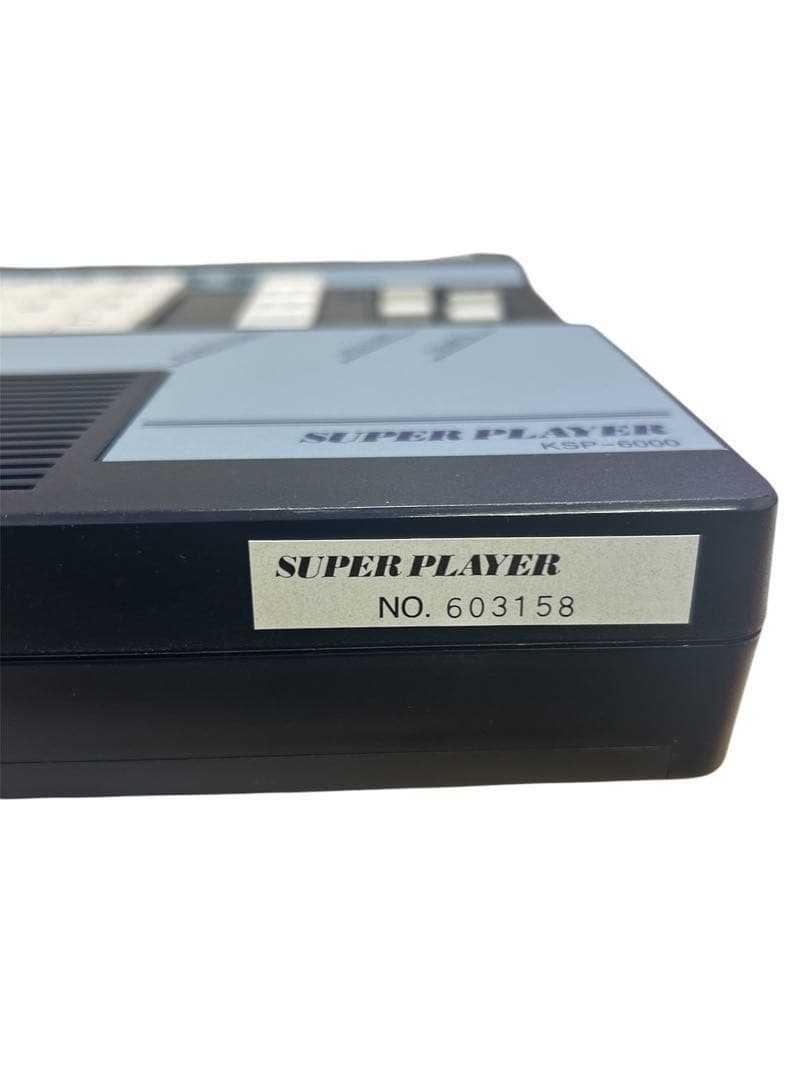 SUPER PLAYER
KSP-6000
SUPER PLAYER
NO. 603158